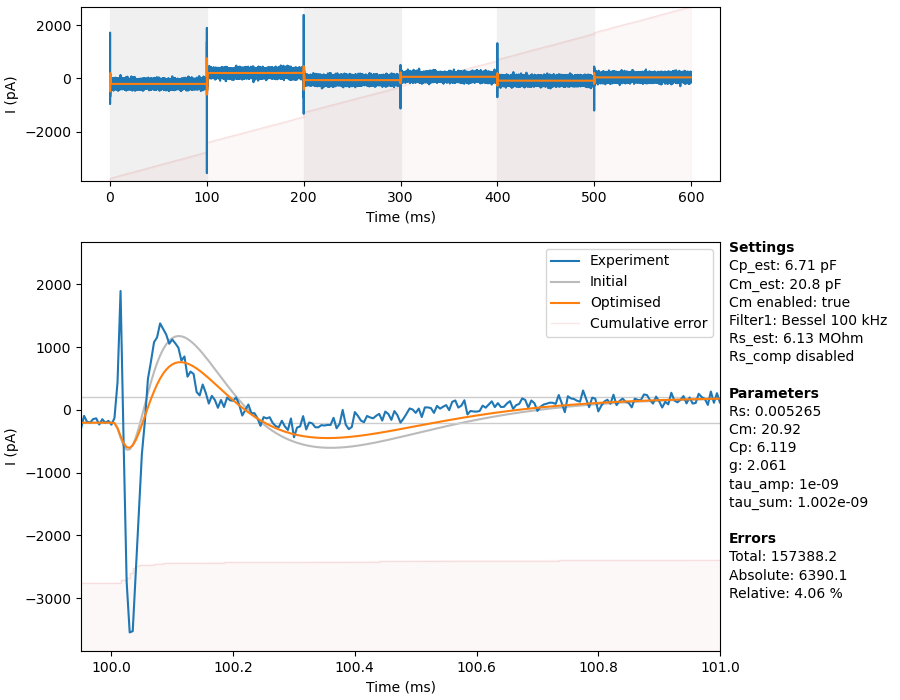 2000
0
−2000
I (pA)
0 100 200 300 400 500 600
Time (ms)
2000
1000
0
−1000
−2000
−3000
I (pA)
100.0 100.2 100.4 100.6 100.8 101.0
Time (ms)
Experiment
Initial
Optimised
Cumulative error
Settings
Cp_est: 6.71 pF
Cm_est: 20.8 pF
Cm enabled: true
Filter1: Bessel 100 kHz
Rs_est: 6.13 MOhm
Rs_comp disabled
Parameters
Rs: 0.005265
Cm: 20.92
Cp: 6.119
g: 2.061
tau_amp: 1e-09
tau_sum: 1.002e-09
Errors
Total: 157388.2
Absolute: 6390.1
Relative: 4.06 %